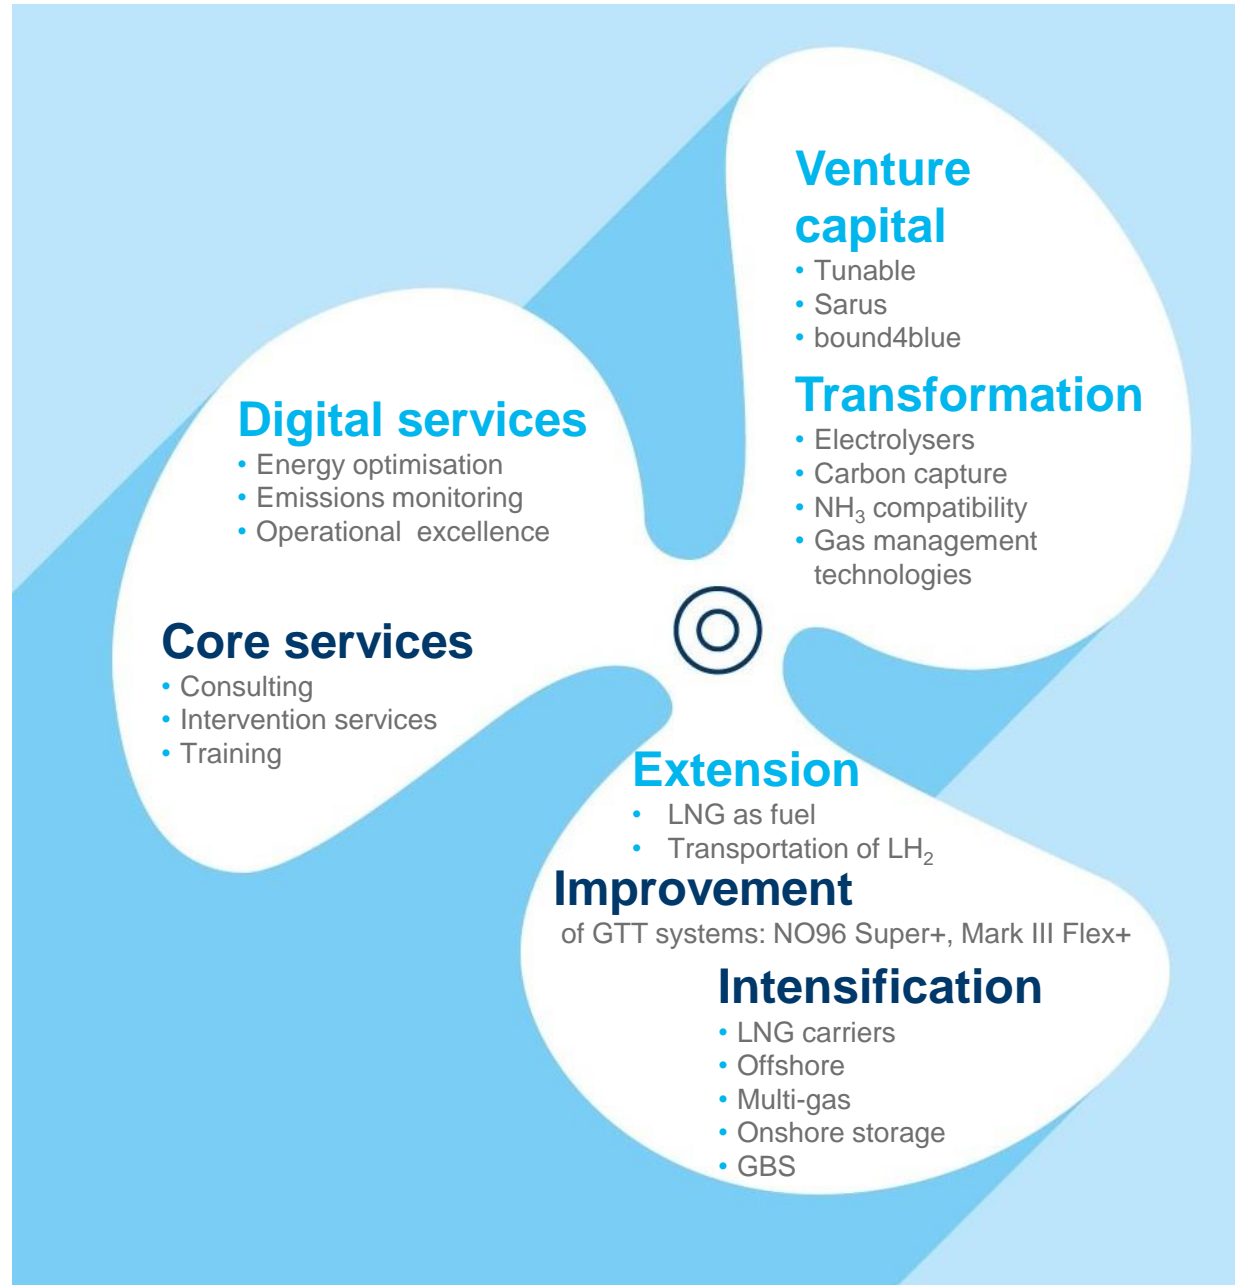 Venture
capital
• Tunable
• Sarus
• bound4blue
Transformation
• Electrolysers
• Carbon capture
• NH₃ compatibility
• Gas management
technologies
Digital services
• Energy optimisation
• Emissions monitoring
• Operational excellence
Core services
• Consulting
• Intervention services
• Training
Extension
• LNG as fuel
• Transportation of LH₂
Improvement
of GTT systems: NO96 Super+, Mark III Flex+
Intensification
• LNG carriers
• Offshore
• Multi-gas
• Onshore storage
• GBS